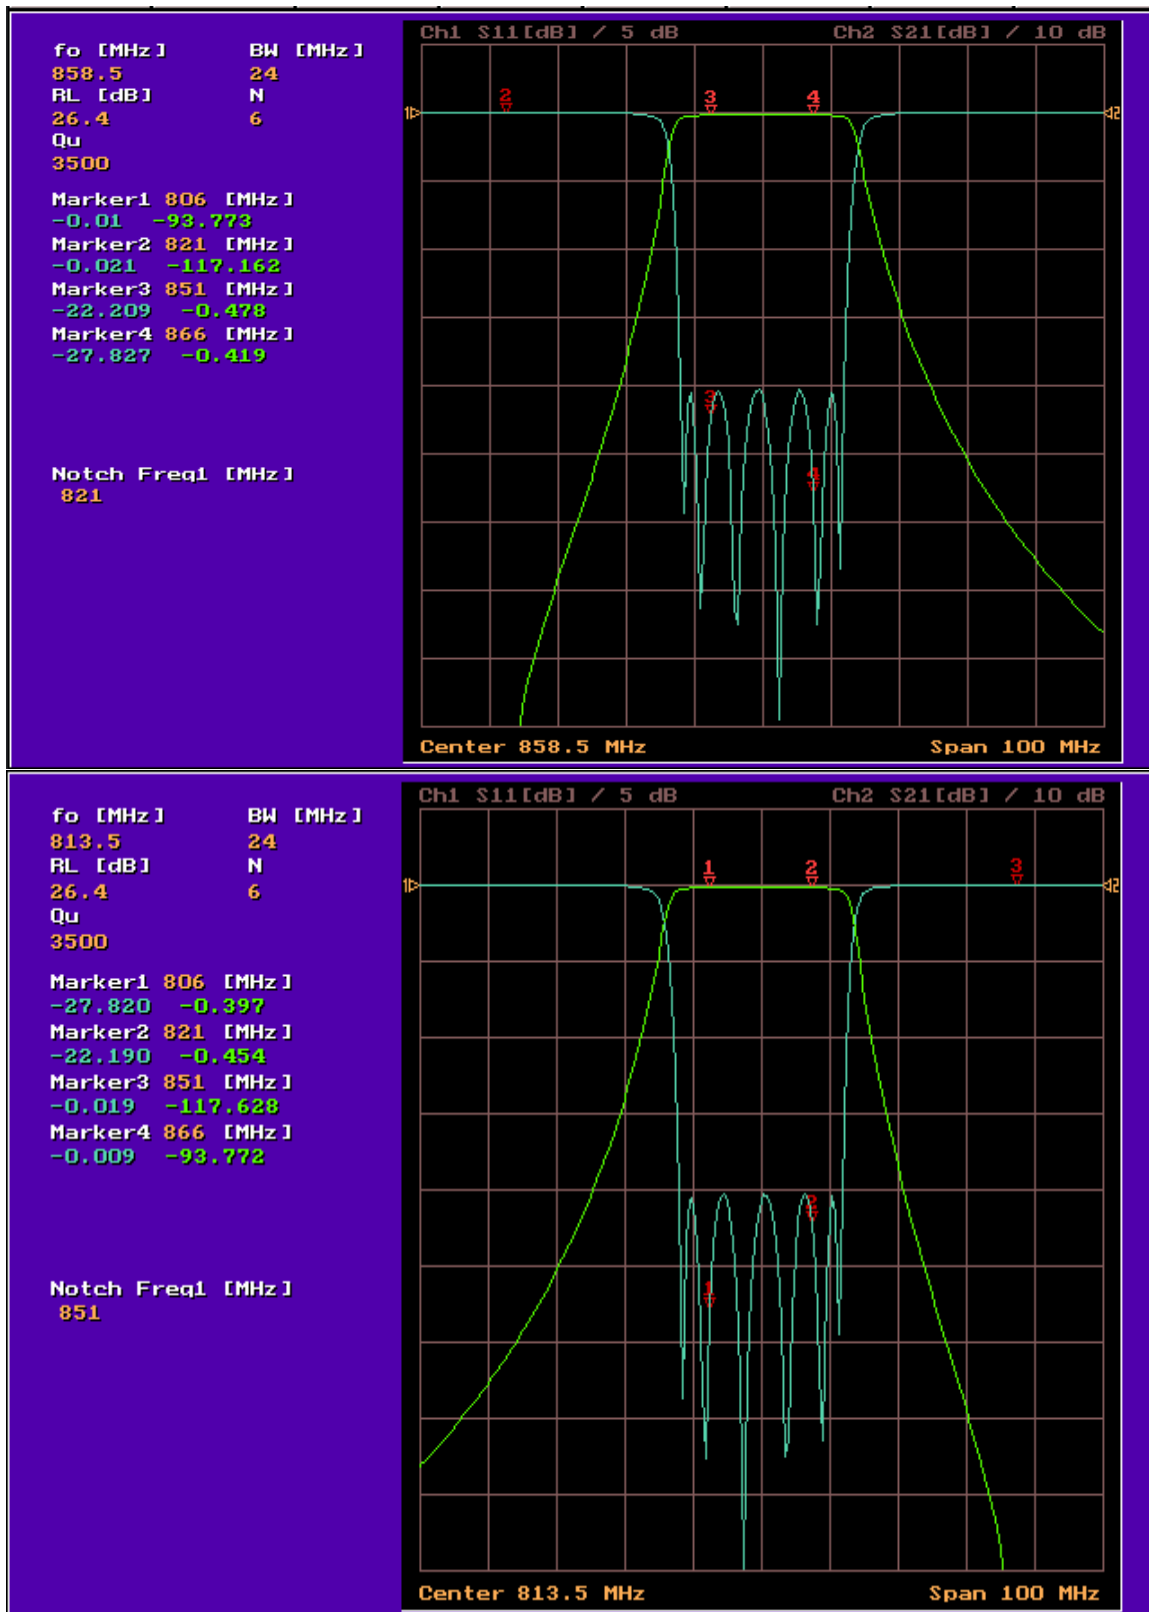 Ch1 S11[dB] / 5 dB Ch2 S21[dB] / 10 dB
fo [MHz] BW [MHz]
858.5 24
RL [dB] N
26.4 6
Qu
3500
Marker1 806 [MHz]
-0.01 -93.773
Marker2 821 [MHz]
-0.021 -117.162
Marker3 851 [MHz]
-22.209 -0.478
Marker4 866 [MHz]
-27.827 -0.419
Notch Freq1 [MHz]
821
2 3 4
1 2
3
4
Center 858.5 MHz Span 100 MHz
Ch1 S11[dB] / 5 dB Ch2 S21[dB] / 10 dB
fo [MHz] BW [MHz]
813.5 24
RL [dB] N
26.4 6
Qu
3500
Marker1 806 [MHz]
-27.820 -0.397
Marker2 821 [MHz]
-22.190 -0.454
Marker3 851 [MHz]
-0.019 -117.628
Marker4 866 [MHz]
-0.009 -93.772
Notch Freq1 [MHz]
851
1 2 3
1 2
2
1
Center 813.5 MHz Span 100 MHz